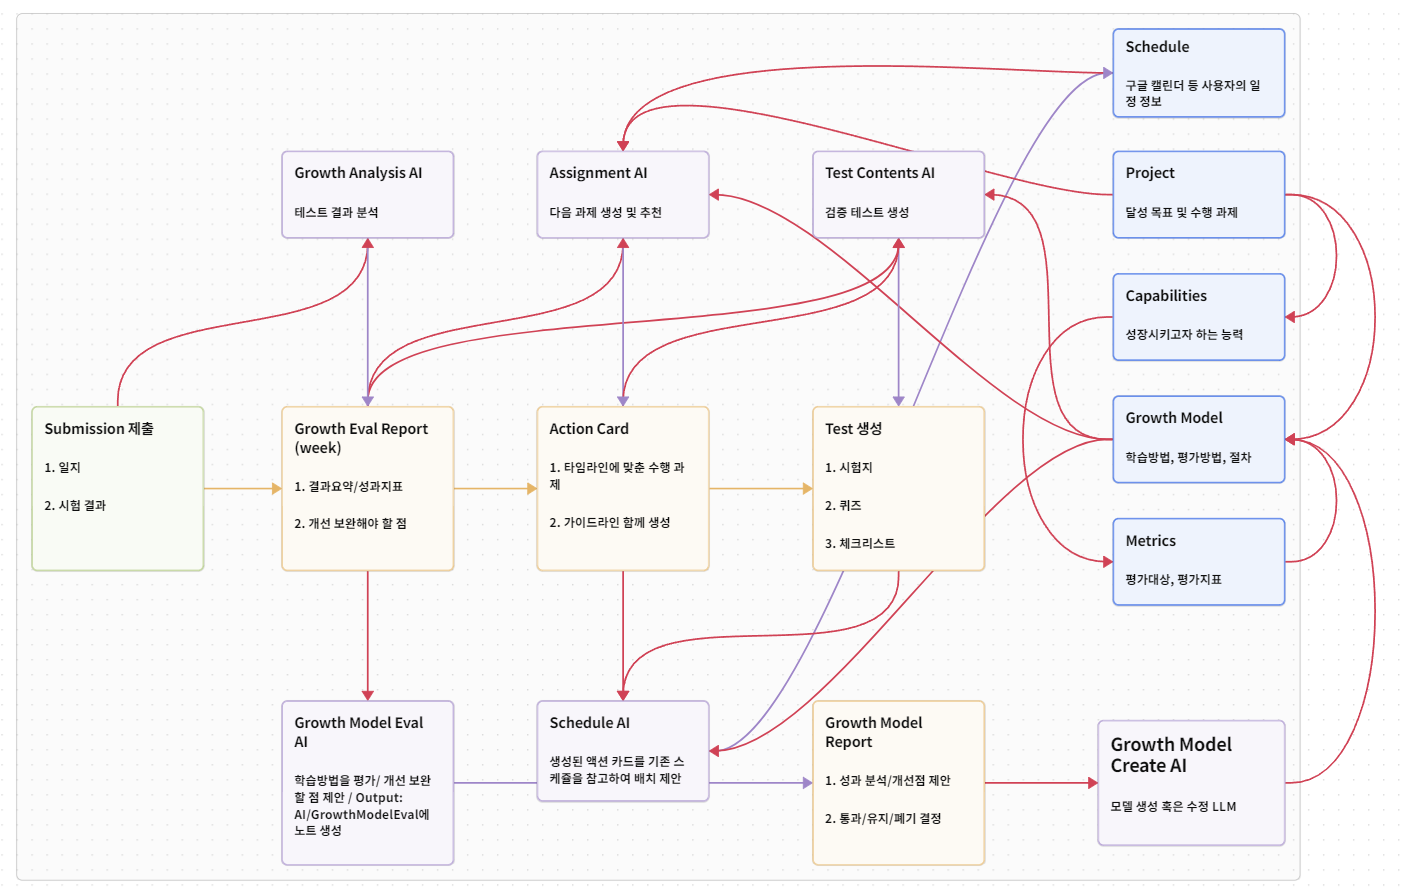 Schedule
구글 캘린더 등 사용자의 일
정 정보
Growth Analysis AI
테스트 결과 분석
Assignment AI
다음 과제 생성 및 추천
Test Contents AI
검증 테스트 생성
Project
달성 목표 및 수행 과제
Capabilities
성장시키고자 하는 능력
Submission 제출
1. 일지
2. 시험 결과
Growth Eval Report
(week)
1. 결과요약/성과지표
2. 개선 보완해야 할 점
Action Card
1. 타임라인에 맞춘 수행 과
제
2. 가이드라인 함께 생성
Test 생성
1. 시험지
2. 퀴즈
3. 체크리스트
Growth Model
학습방법, 평가방법, 절차
Metrics
평가대상, 평가지표
Growth Model Eval
AI
학습방법을 평가/ 개선 보완
할 점 제안 / Output:
AI/GrowthModelEval에
노트 생성
Schedule AI
생성된 액션 카드를 기존 스
케쥴을 참고하여 배치 제안
Growth Model
Report
1. 성과 분석/개선점 제안
2. 통과/유지/폐기 결정
Growth Model
Create AI
모델 생성 혹은 수정 LLM